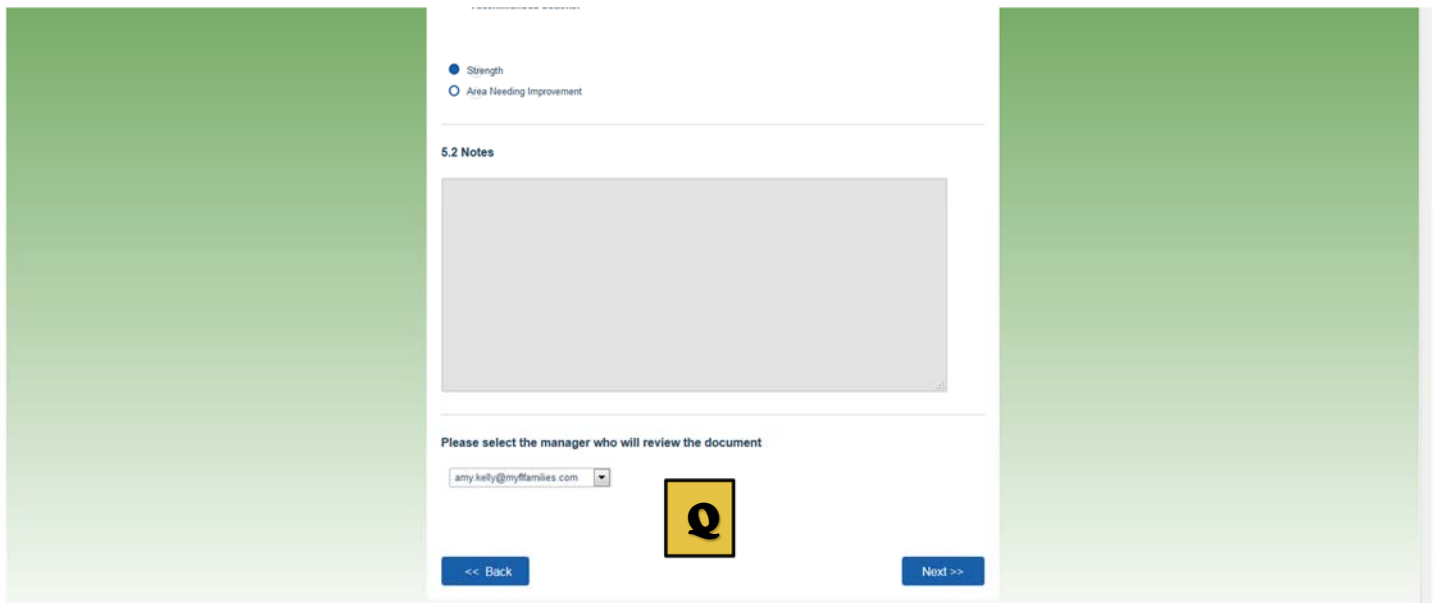 Strength
Area Needing Improvement
5.2 Notes
Please select the manager who will review the document
amy.kelly@myflfamilies.com
Q
<< Back
Next >>